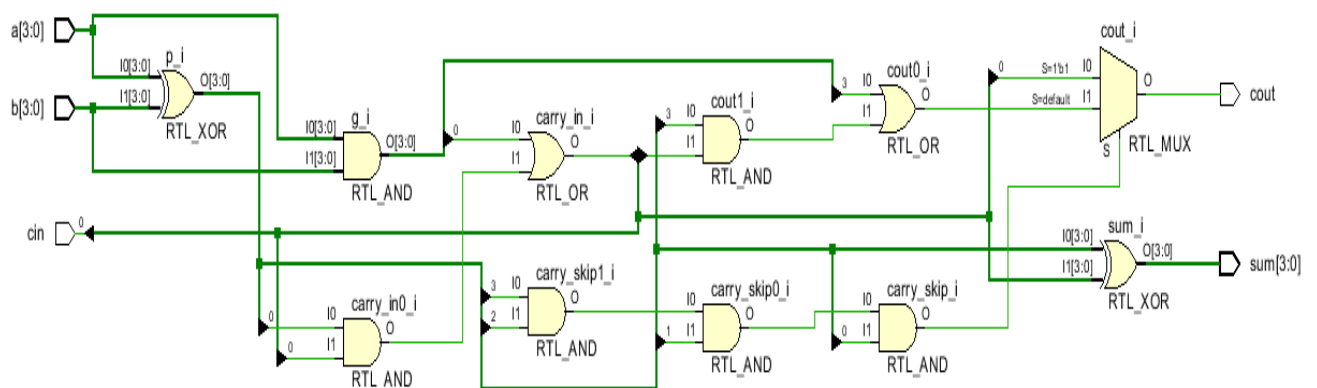 a[3:0]
b[3:0]
cin
0
p_i
I0[3:0]
I1[3:0]
O[3:0]
RTL_XOR
g_i
I0[3:0]
I1[3:0]
O[3:0]
RTL_AND
0
carry_in_i
I0
I1
O
RTL_OR
cout1_i
3
I0
I1
O
RTL_AND
cout0_i
3
I0
I1
O
RTL_OR
cout_i
0
S=1'b1
I0
S=default
I1
O
S
RTL_MUX
cout
carry_in0_i
0
I0
0
I1
O
RTL_AND
carry_skip1_i
3
I0
2
I1
O
RTL_AND
carry_skip0_i
I0
1
I1
O
RTL_AND
carry_skip_i
I0
0
I1
O
RTL_AND
sum_i
I0[3:0]
I1[3:0]
O[3:0]
RTL_XOR
sum[3:0]